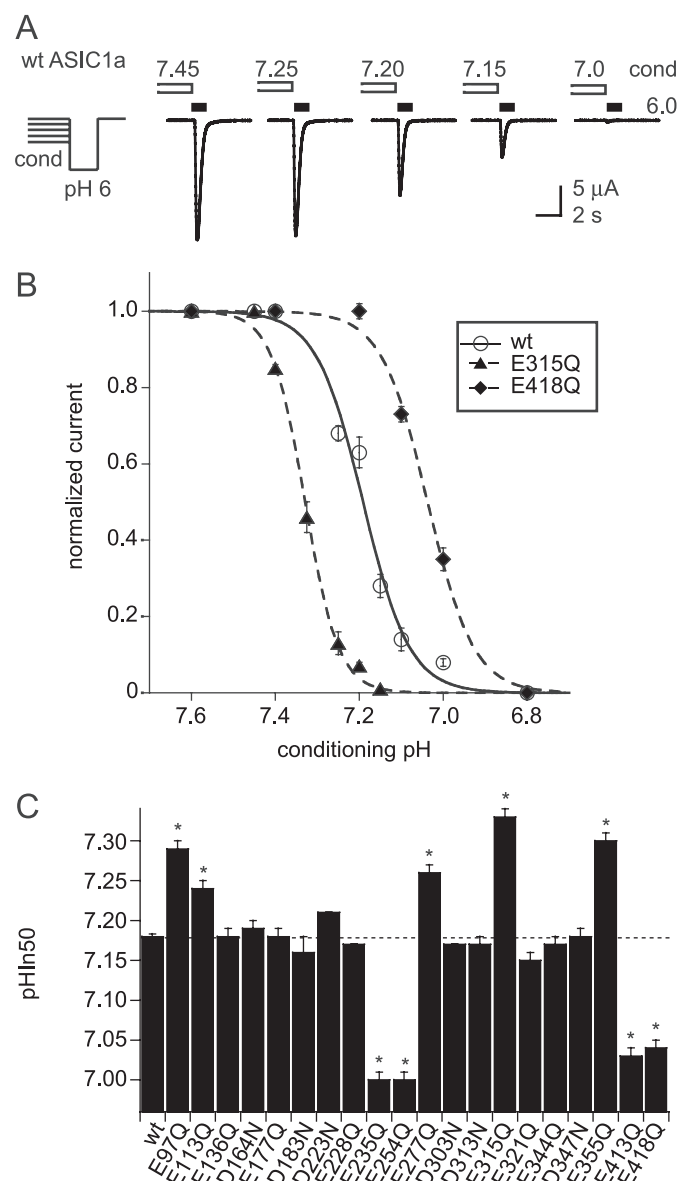 A
wt ASIC1a
7.45 7.25 7.20 7.15 7.0 cond
6.0
cond
pH 6
5 µA
2 s
B
1.0
0.8
0.6
0.4
0.2
0
normalized current
wt
E315Q
E418Q
7.6 7.4 7.2 7.0 6.8
conditioning pH
C
7.30
7.25
7.20
7.15
7.10
7.05
7.00
pHIn50
* * * * * * * * *
wt E97Q E113Q E136Q D164N E177Q D183N D223N E228Q E235Q E254Q E277Q D303N D313N E315Q E321Q E344Q D347N E355Q E413Q E418Q